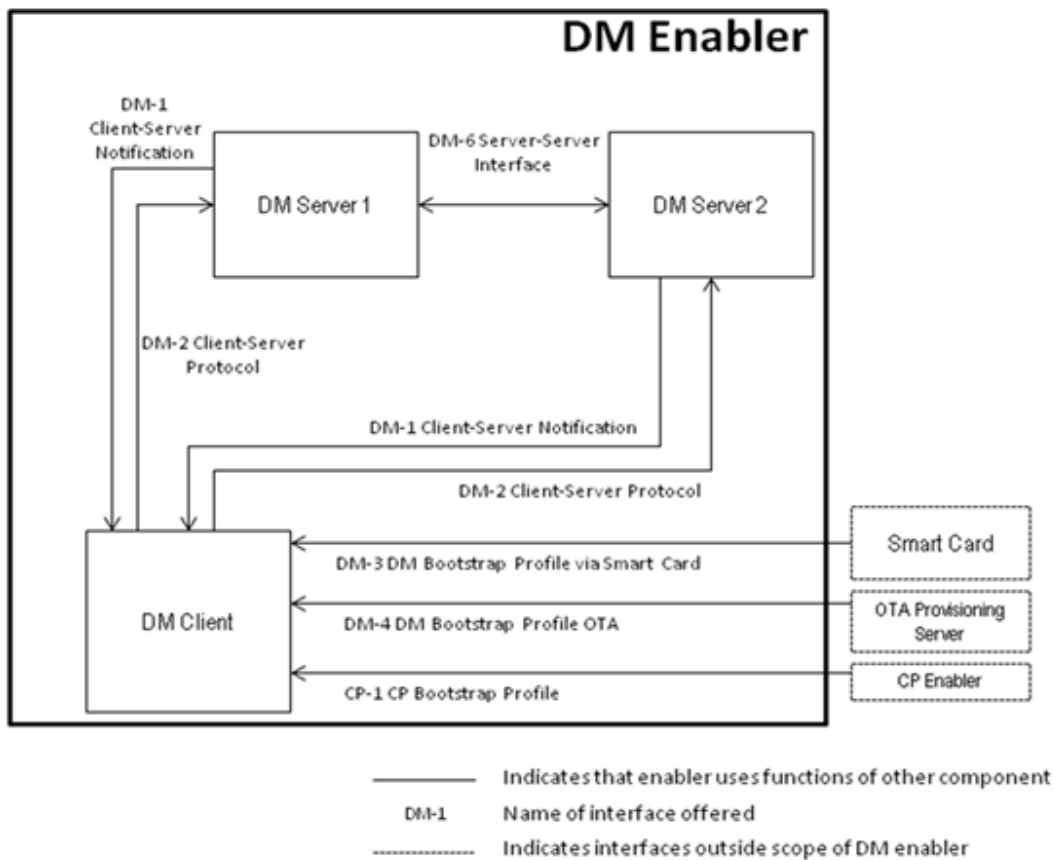 DM Enabler
DM-1
Client-Server
Notification
DM-6 Server-Server
Interface
DM Server 1
DM Server 2
DM-2 Client-Server
Protocol
DM-1 Client-Server Notification
DM-2 Client-Server Protocol
Smart Card
DM-3 DM Bootstrap Profile via Smart Card
DM Client
OTA Provisioning
Server
DM-4 DM Bootstrap Profile OTA
CP Enabler
CP-1 CP Bootstrap Profile
Indicates that enabler uses functions of other component
DM-1 Name of interface offered
Indicates interfaces outside scope of DM enabler